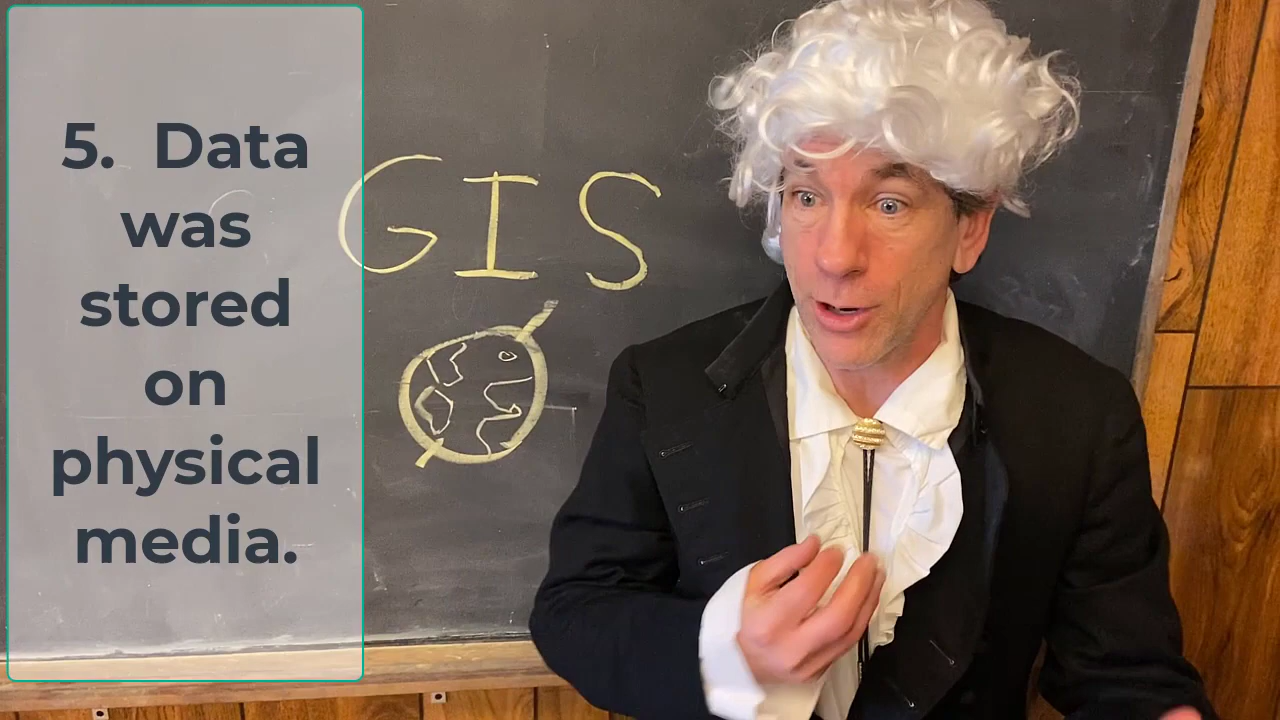 5. Data
was
stored
on
physical
media.
GIS